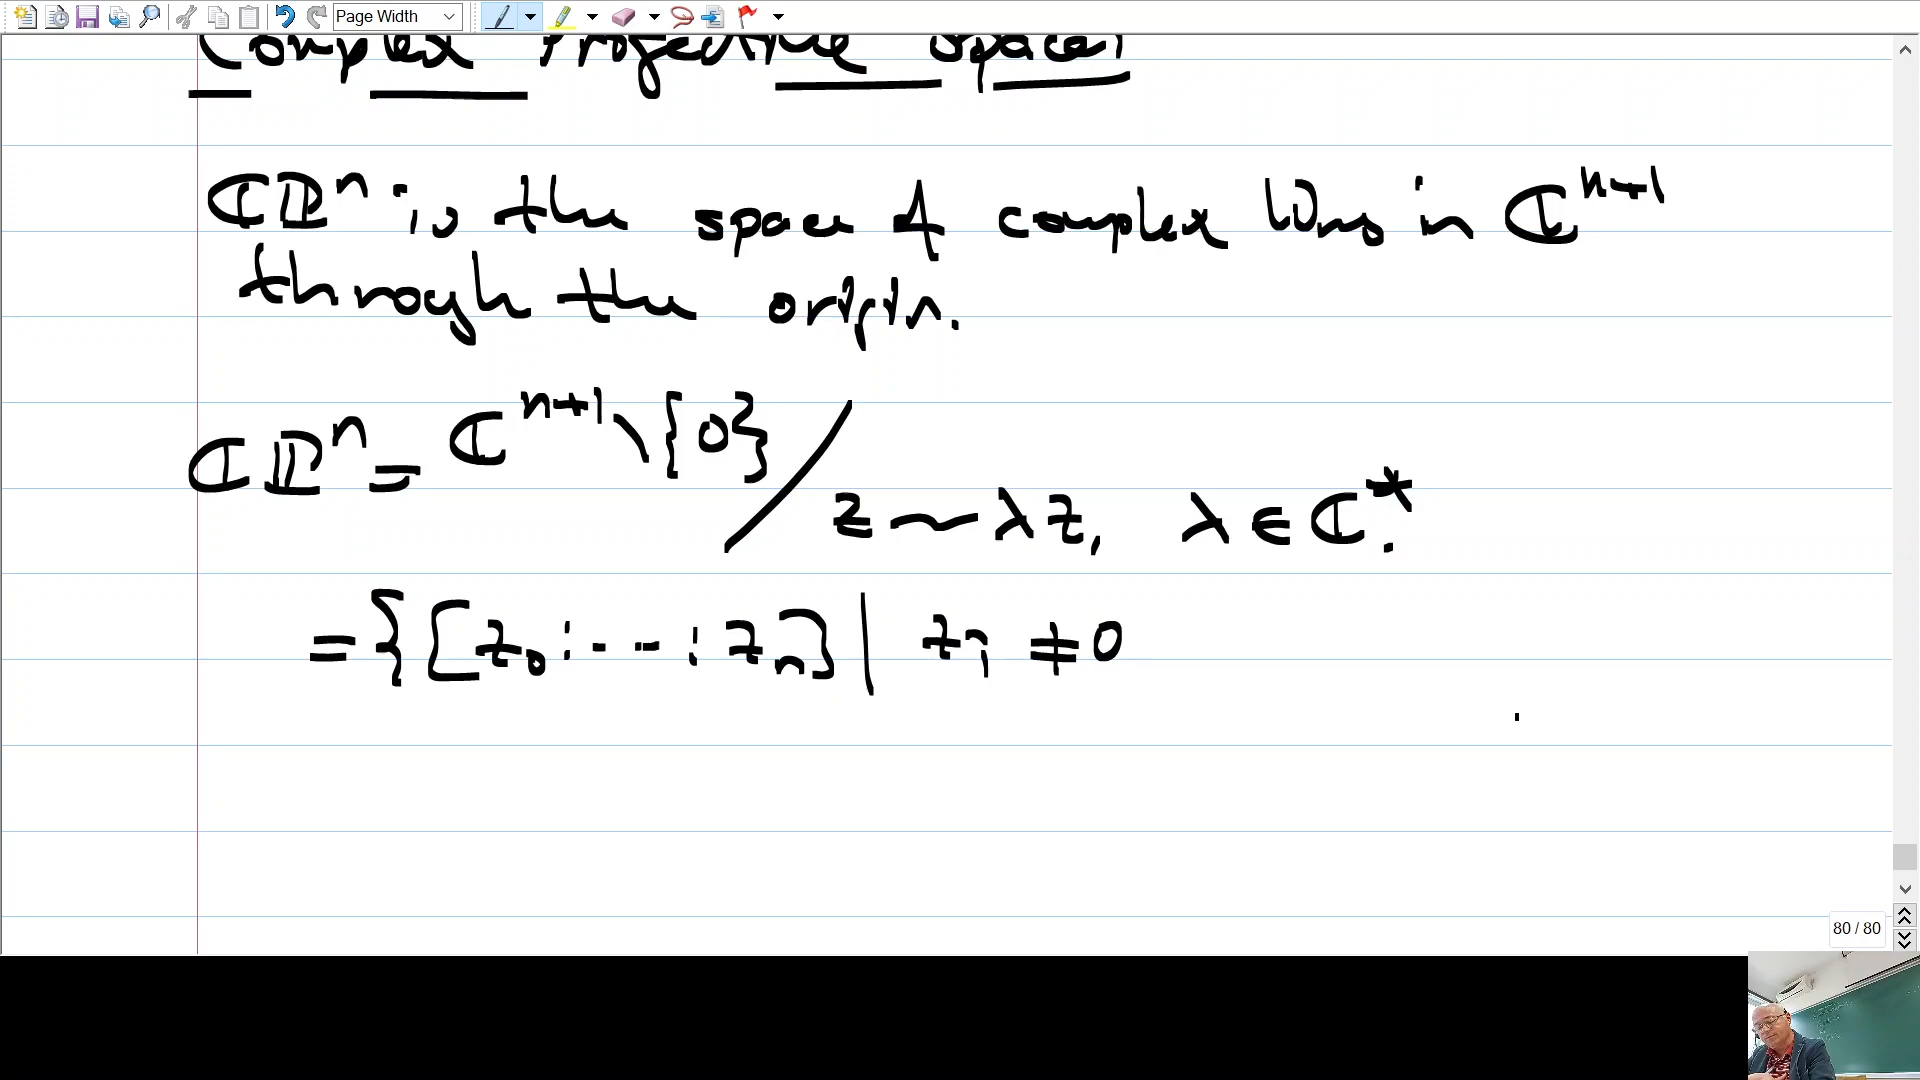 Page Width
Complex Projective Space
ℂℙⁿ is the space of complex lines in ℂⁿ⁺¹
through the origin.
ℂℙⁿ = ℂⁿ⁺¹ \ {0} / z ~ λz, λ ∈ ℂ*.
= {[z₀ : -- : zₙ] | zᵢ ≠ 0
80 / 80